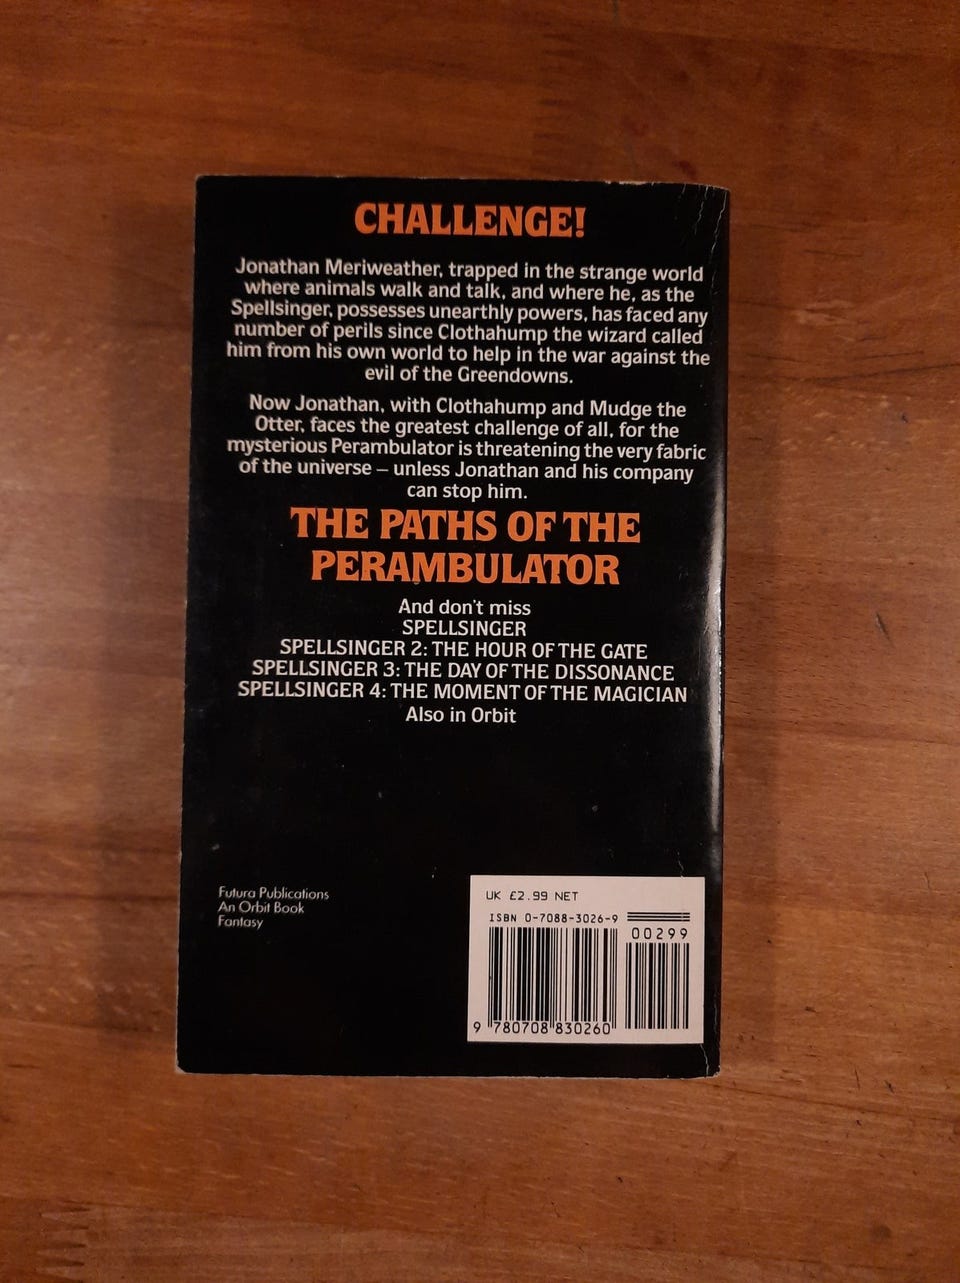 CHALLENGE!
Jonathan Meriweather, trapped in the strange world
where animals walk and talk, and where he, as the
Spellsinger, possesses unearthly powers, has faced any
number of perils since Clothahump the wizard called
him from his own world to help in the war against the
evil of the Greendowns.
Now Jonathan, with Clothahump and Mudge the
Otter, faces the greatest challenge of all, for the
mysterious Perambulator is threatening the very fabric
of the universe – unless Jonathan and his company
can stop him.
THE PATHS OF THE
PERAMBULATOR
And don't miss
SPELLSINGER
SPELLSINGER 2: THE HOUR OF THE GATE
SPELLSINGER 3: THE DAY OF THE DISSONANCE
SPELLSINGER 4: THE MOMENT OF THE MAGICIAN
Also in Orbit
Futura Publications
An Orbit Book
Fantasy
UK £2.99 NET
ISBN 0-7088-3026-9
00299
9 780708 830260